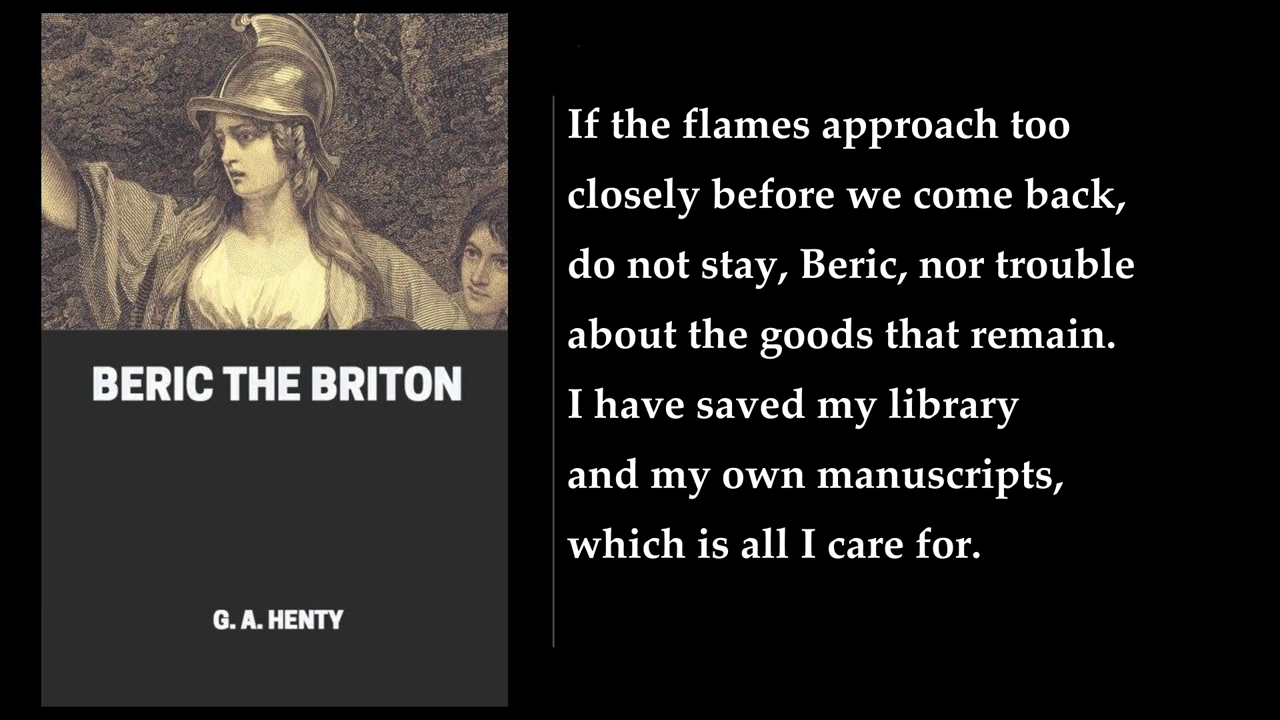 BERIC THE BRITON
G. A. HENTY
If the flames approach too
closely before we come back,
do not stay, Beric, nor trouble
about the goods that remain.
I have saved my library
and my own manuscripts,
which is all I care for.